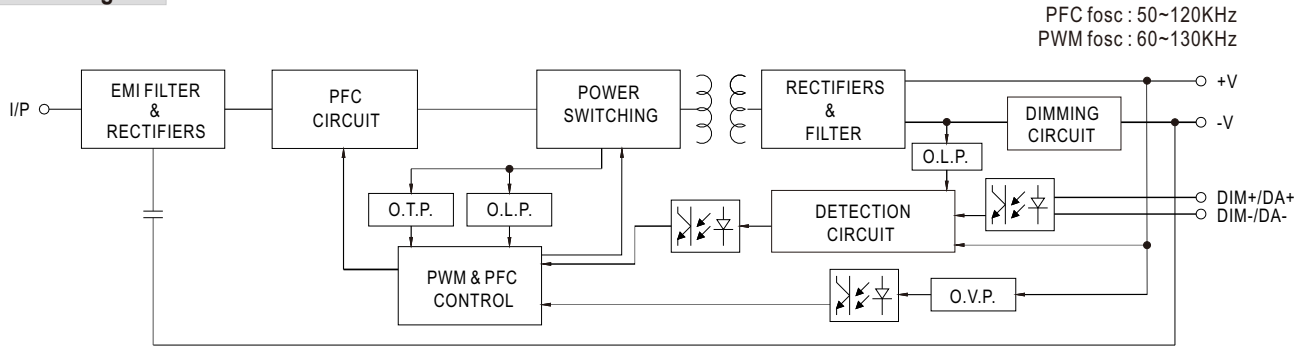 PFC fosc : 50~120KHz
PWM fosc : 60~130KHz
I/P
EMI FILTER
&
RECTIFIERS
PFC
CIRCUIT
POWER
SWITCHING
RECTIFIERS
&
FILTER
DIMMING
CIRCUIT
+V
-V
O.L.P.
O.T.P.
O.L.P.
DETECTION
CIRCUIT
DIM+/DA+
DIM-/DA-
PWM & PFC
CONTROL
O.V.P.